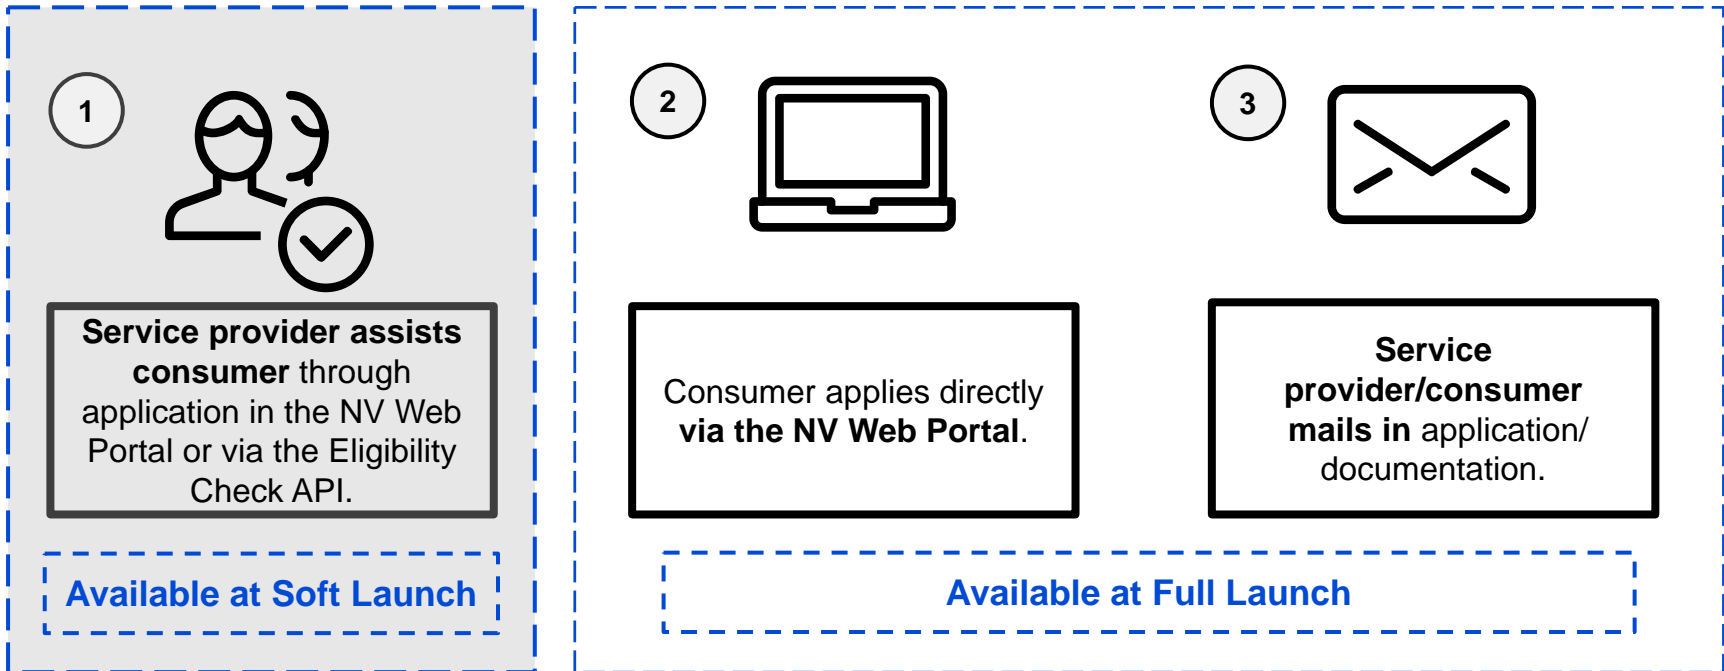 1
Service provider assists
consumer through
application in the NV Web
Portal or via the Eligibility
Check API.
Available at Soft Launch
2
Consumer applies directly
via the NV Web Portal.
3
Service
provider/consumer
mails in application/
documentation.
Available at Full Launch